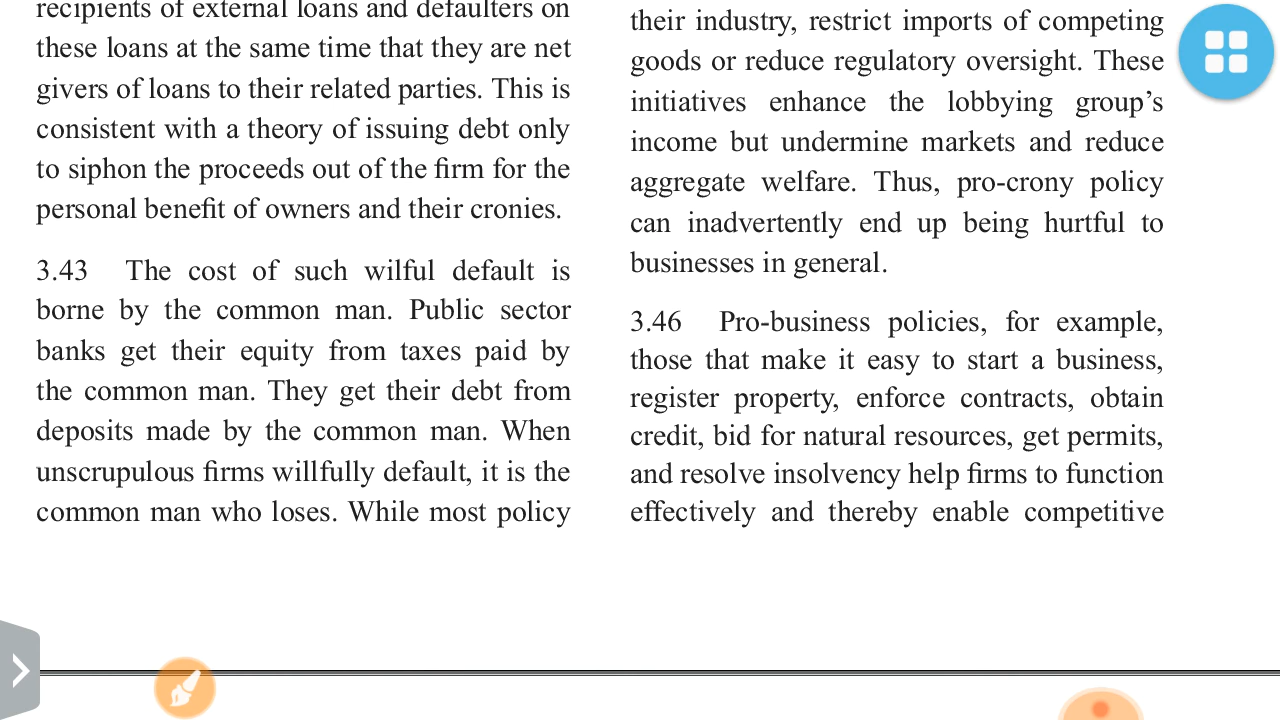 recipients of external loans and defaulters on
these loans at the same time that they are net
givers of loans to their related parties. This is
consistent with a theory of issuing debt only
to siphon the proceeds out of the firm for the
personal benefit of owners and their cronies.
3.43 The cost of such wilful default is
borne by the common man. Public sector
banks get their equity from taxes paid by
the common man. They get their debt from
deposits made by the common man. When
unscrupulous firms willfully default, it is the
common man who loses. While most policy
their industry, restrict imports of competing
goods or reduce regulatory oversight. These
initiatives enhance the lobbying group’s
income but undermine markets and reduce
aggregate welfare. Thus, pro-crony policy
can inadvertently end up being hurtful to
businesses in general.
3.46 Pro-business policies, for example,
those that make it easy to start a business,
register property, enforce contracts, obtain
credit, bid for natural resources, get permits,
and resolve insolvency help firms to function
effectively and thereby enable competitive